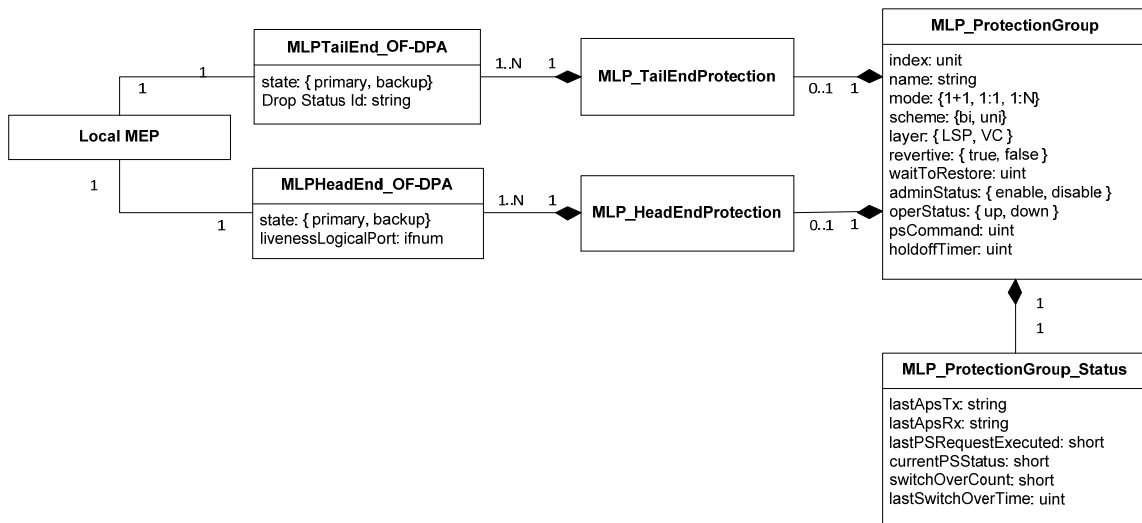 MLP_ProtectionGroup
index: unit
name: string
mode: {1+1, 1:1, 1:N}
scheme: {bi, uni}
layer: { LSP, VC }
revertive: { true, false }
waitToRestore: uint
adminStatus: { enable, disable }
operStatus: { up, down }
psCommand: uint
holdoffTimer: uint
MLPTailEnd_OF-DPA
state: { primary, backup}
Drop Status Id: string
1..N
1
MLP_TailEndProtection
0..1
1
1
1
Local MEP
1
1
MLPHeadEnd_OF-DPA
state: { primary, backup}
livenessLogicalPort: ifnum
1..N
1
MLP_HeadEndProtection
0..1
1
1
1
MLP_ProtectionGroup_Status
lastApsTx: string
lastApsRx: string
lastPSRequestExecuted: short
currentPSStatus: short
switchOverCount: short
lastSwitchOverTime: uint